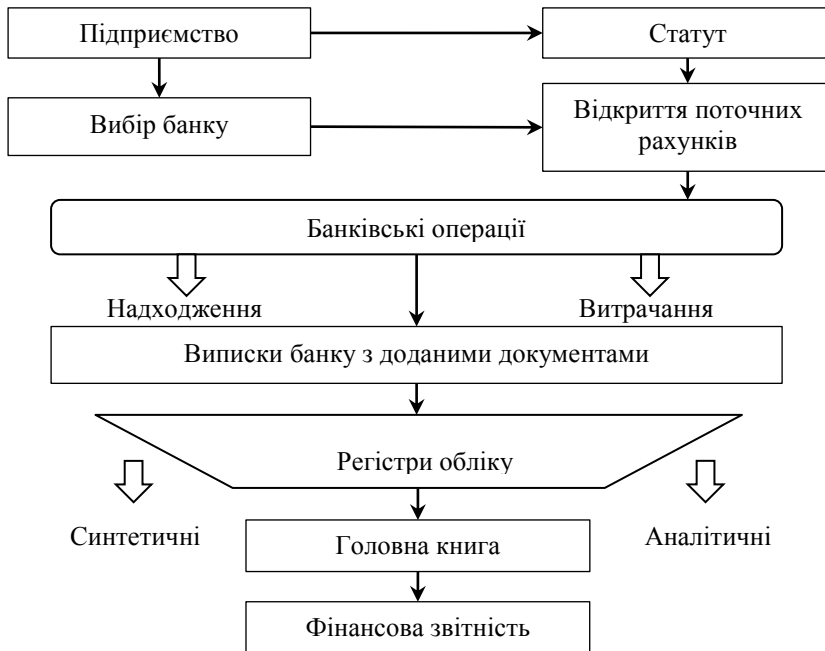 Підприємство
Статут
Вибір банку
Відкриття поточних
рахунків
Банківські операції
Надходження
Витрачання
Виписки банку з доданими документами
Регістри обліку
Синтетичні
Головна книга
Аналітичні
Фінансова звітність